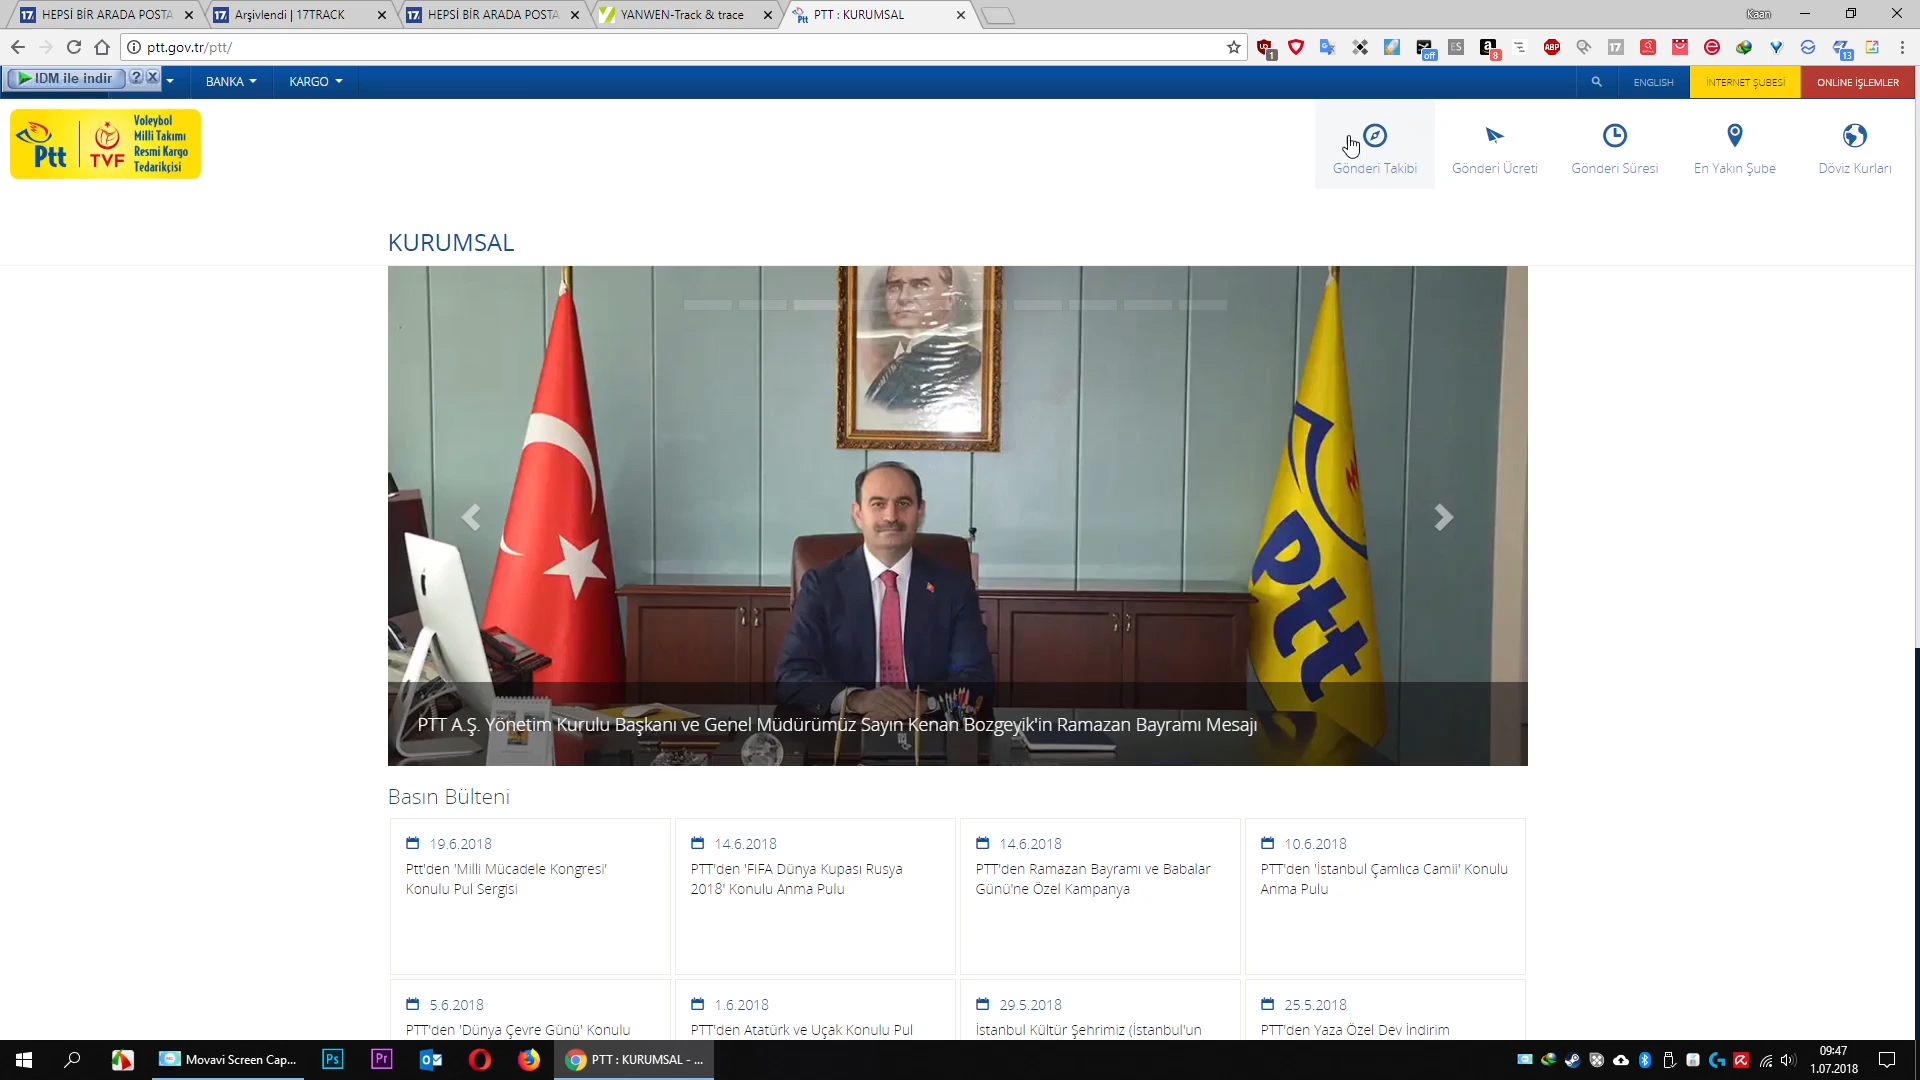 HEPSİ BİR ARADA POSTA
Arşivlendi | 17TRACK
HEPSİ BİR ARADA POSTA
YANWEN-Track & trace
PTT : KURUMSAL
Kaan
ptt.gov.tr/ptt/
IDM ile indir
BANKA
KARGO
ENGLISH
İNTERNET ŞUBESİ
ONLINE İŞLEMLER
Ptt
TVF
Voleybol
Milli Takımı
Resmi Kargo
Tedarikçisi
Gönderi Takibi
Gönderi Ücreti
Gönderi Süresi
En Yakın Şube
Döviz Kurları
KURUMSAL
Ptt
PTT A.Ş. Yönetim Kurulu Başkanı ve Genel Müdürümüz Sayın Kenan Bozgeyik'in Ramazan Bayramı Mesajı
Basın Bülteni
19.6.2018
Ptt'den 'Milli Mücadele Kongresi'
Konulu Pul Sergisi
14.6.2018
PTT'den 'FIFA Dünya Kupası Rusya
2018' Konulu Anma Pulu
14.6.2018
PTT'den Ramazan Bayramı ve Babalar
Günü'ne Özel Kampanya
10.6.2018
PTT'den 'İstanbul Çamlıca Camii' Konulu
Anma Pulu
5.6.2018
PTT'den 'Dünya Çevre Günü' Konulu
1.6.2018
PTT'den Atatürk ve Uçak Konulu Pul
29.5.2018
İstanbul Kültür Şehrimiz (İstanbul'un
25.5.2018
PTT'den Yaza Özel Dev İndirim
Movavi Screen Cap...
Ps
Pr
PTT : KURUMSAL - ...
09:47
1.07.2018